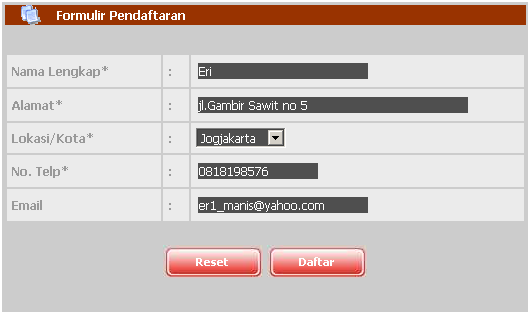 Formulir Pendaftaran
Nama Lengkap* : Eri
Alamat* : jl.Gambir Sawit no 5
Lokasi/Kota* : Jogjakarta
No. Telp* : 0818198576
Email : er1_manis@yahoo.com
Reset Daftar